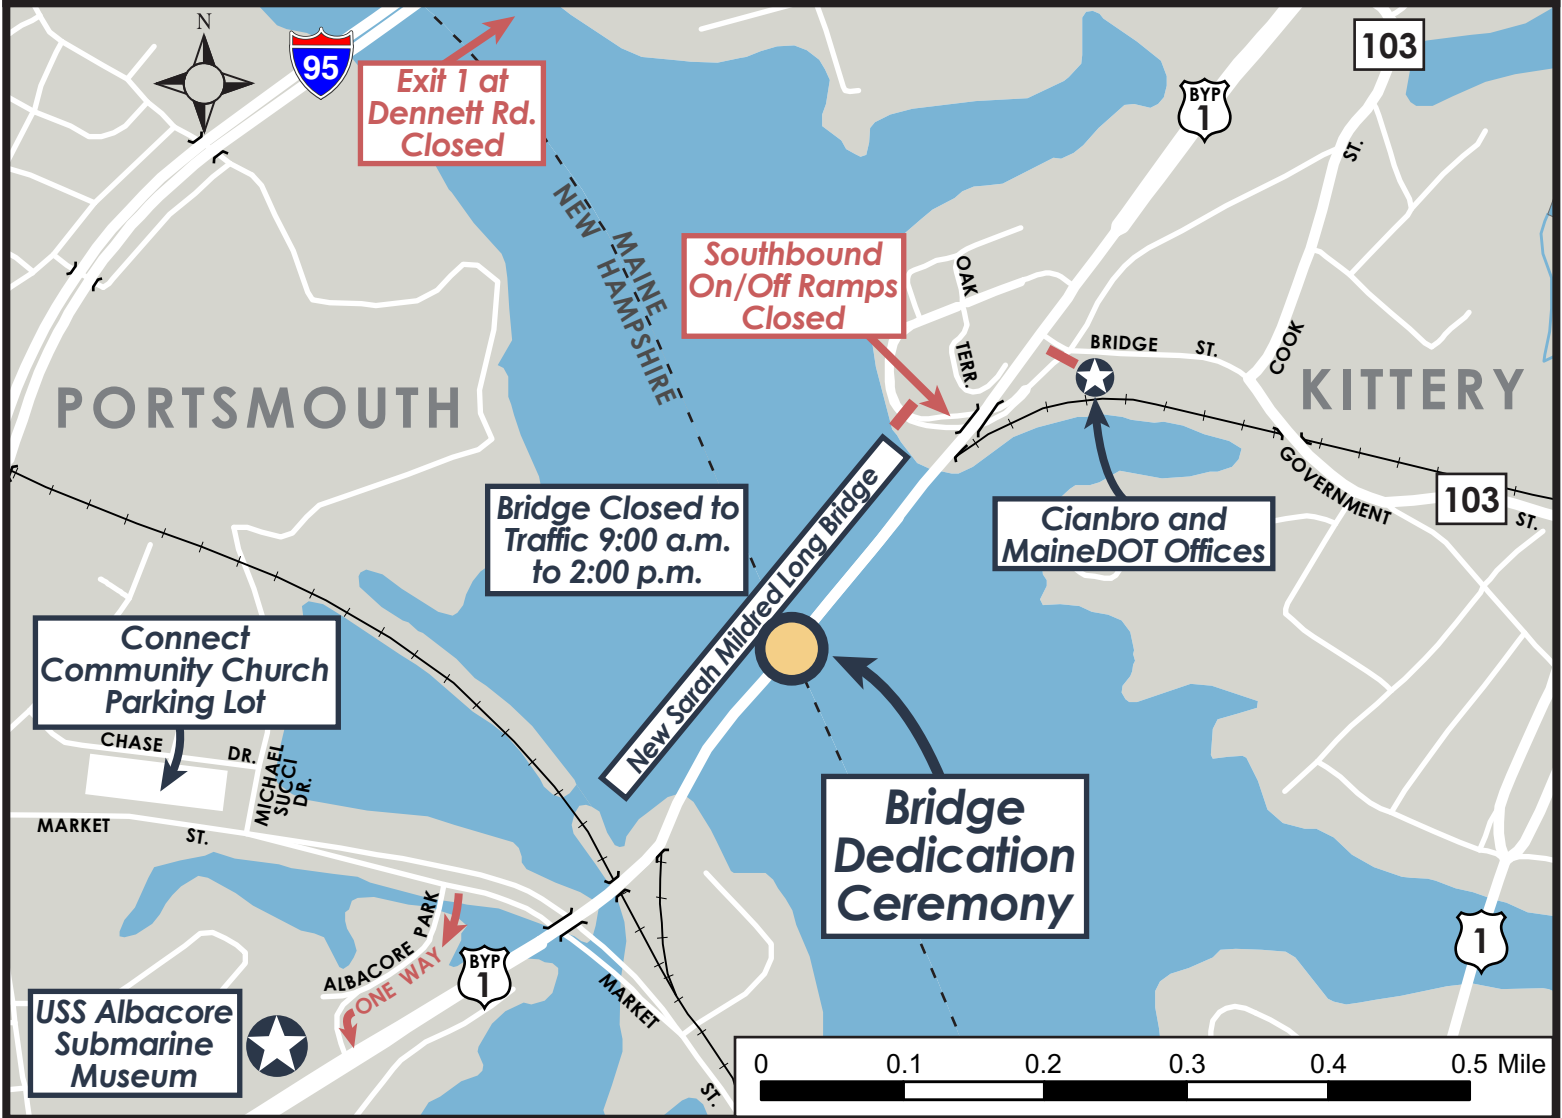 N
95
Exit 1 at
Dennett Rd.
Closed
103
BYP
1
ST.
MAINE
NEW HAMPSHIRE
Southbound
On/Off Ramps
Closed
OAK
TERR.
BRIDGE ST.
COOK
PORTSMOUTH
KITTERY
GOVERNMENT
103
ST.
Bridge Closed to
Traffic 9:00 a.m.
to 2:00 p.m.
New Sarah Mildred Long Bridge
Cianbro and
MaineDOT Offices
Connect
Community Church
Parking Lot
CHASE DR.
MICHAEL
SUCCI
DR.
MARKET ST.
Bridge
Dedication
Ceremony
ALBACORE PARK
ONE WAY
BYP
1
MARKET
ST.
1
USS Albacore
Submarine
Museum
0 0.1 0.2 0.3 0.4 0.5 Mile